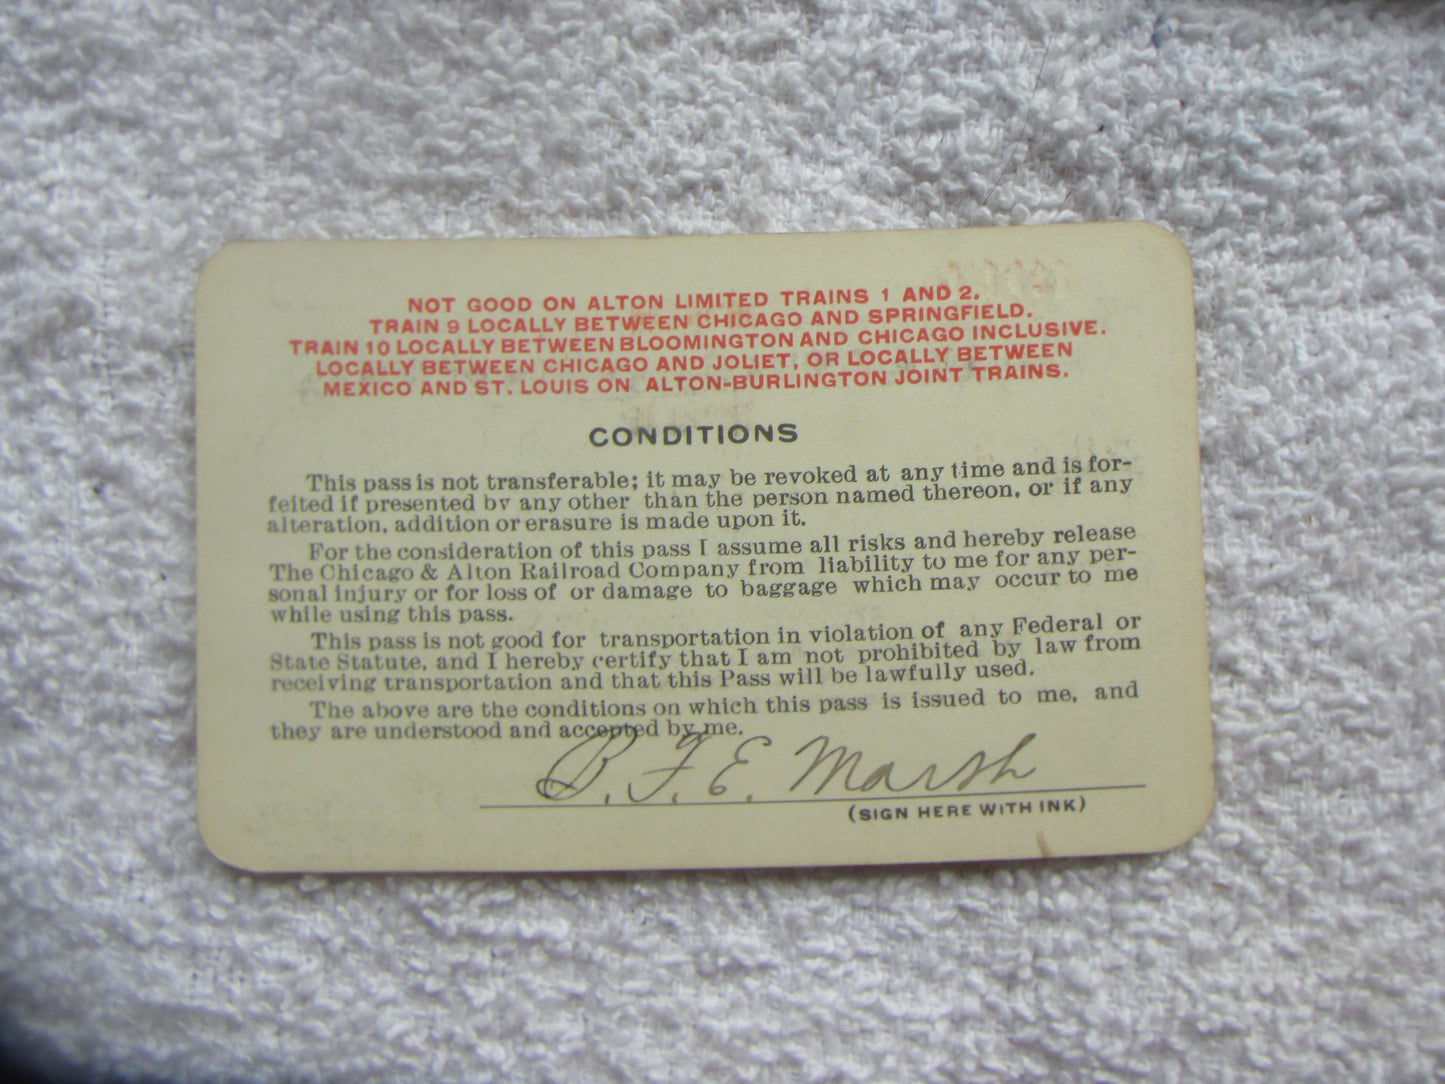 NOT GOOD ON ALTON LIMITED TRAINS 1 AND 2.
TRAIN 9 LOCALLY BETWEEN CHICAGO AND SPRINGFIELD.
TRAIN 10 LOCALLY BETWEEN BLOOMINGTON AND CHICAGO INCLUSIVE.
LOCALLY BETWEEN CHICAGO AND JOLIET, OR LOCALLY BETWEEN
MEXICO AND ST. LOUIS ON ALTON-BURLINGTON JOINT TRAINS.
CONDITIONS
This pass is not transferable; it may be revoked at any time and is for-
feited if presented by any other than the person named thereon, or if any
alteration, addition or erasure is made upon it.
For the consideration of this pass I assume all risks and hereby release
The Chicago & Alton Railroad Company from liability to me for any per-
sonal injury or for loss of or damage to baggage which may occur to me
while using this pass.
This pass is not good for transportation in violation of any Federal or
State Statute, and I hereby certify that I am not prohibited by law from
receiving transportation and that this Pass will be lawfully used.
The above are the conditions on which this pass is issued to me, and
they are understood and accepted by me.
B. F. E. Marsh
(SIGN HERE WITH INK)